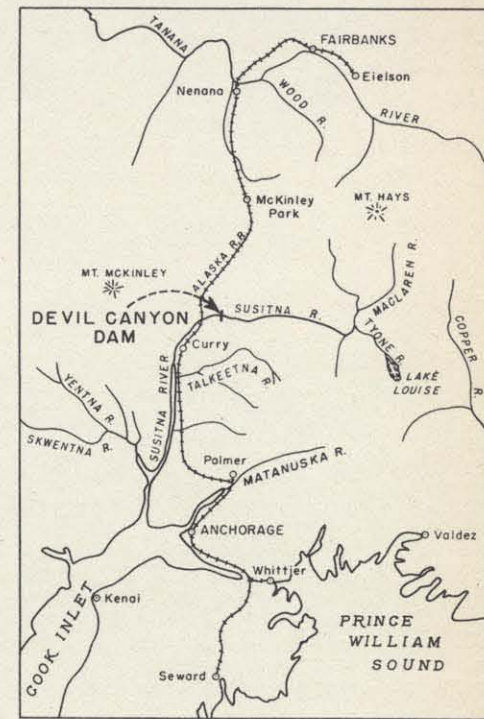 TANANA
FAIRBANKS
Eielson
Nenana
WOOD R.
RIVER
McKinley
Park
MT. HAYS
ALASKA R.R.
MT. McKINLEY
MACLAREN R.
DEVIL CANYON
DAM
SUSITNA R.
TYONE R.
COPPER R.
Curry
LAKE
LOUISE
TALKEETNA R.
SUSITNA RIVER
YENTNA R.
SKWENTNA R.
Palmer
MATANUSKA R.
ANCHORAGE
Valdez
Whittier
Kenai
COOK INLET
PRINCE
WILLIAM
SOUND
Seward